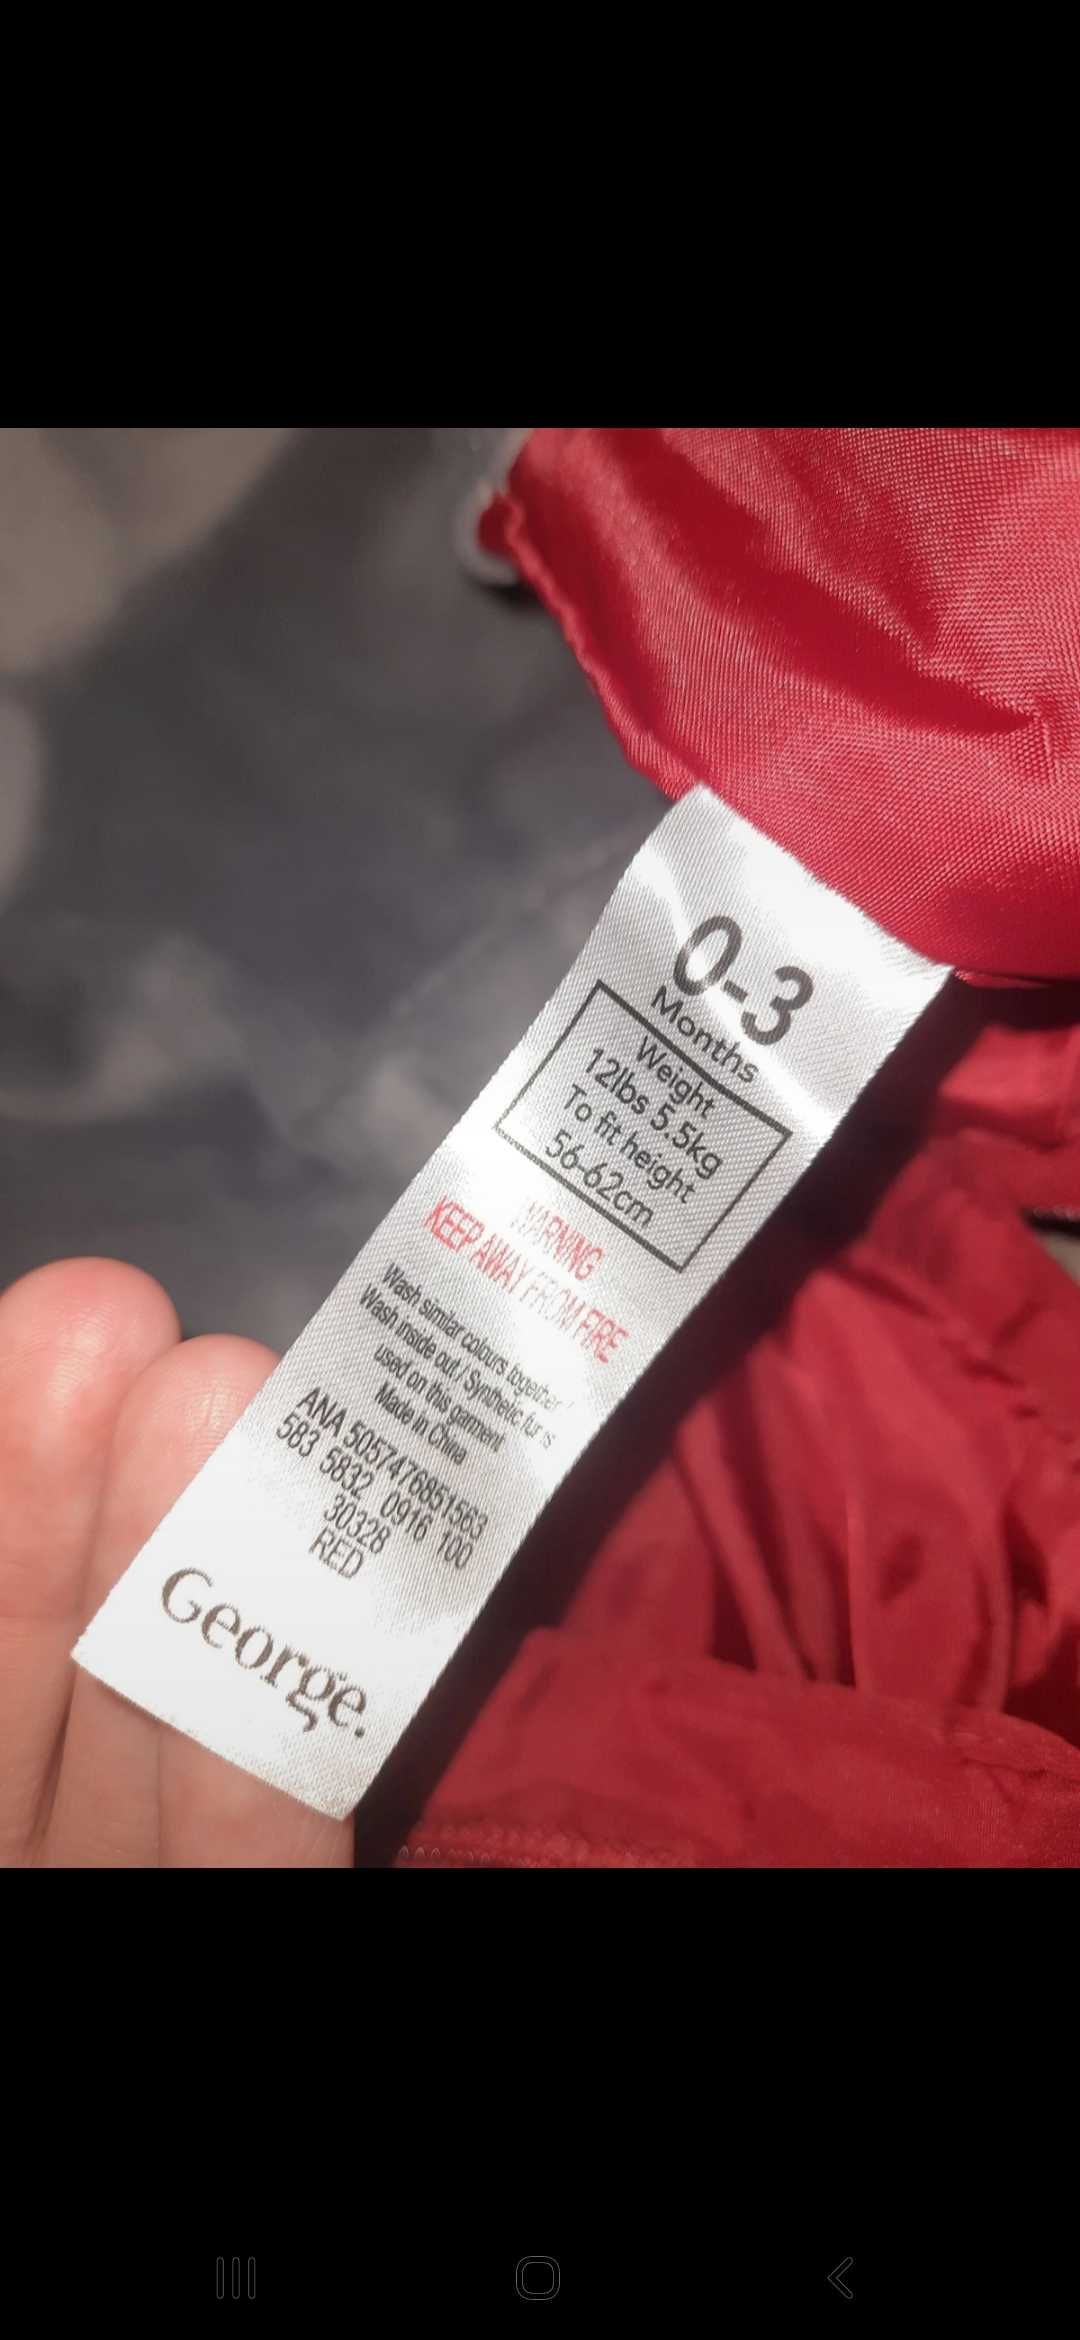 0-3
Months
Weight
12lbs 5.5kg
To fit height
56-62cm
WARNING
KEEP AWAY FROM FIRE
Wash similar colours together /
Wash inside out / Synthetic fur is
used on this garment
Made in China
ANA 5057476851563
583 5832 0916 100
30328
RED
George.